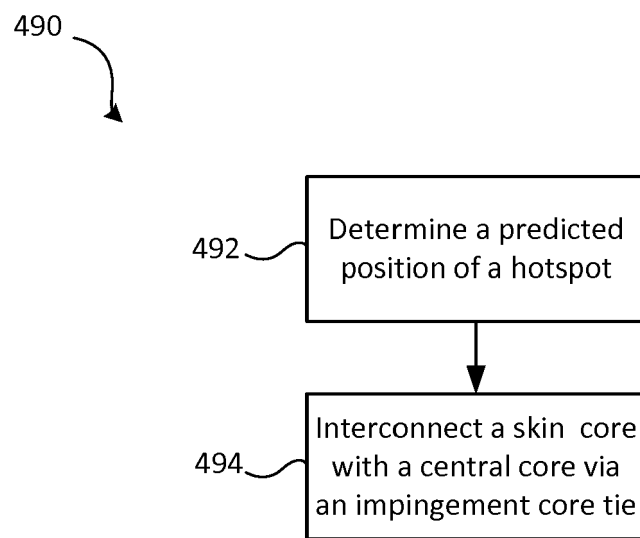 490
492
Determine a predicted
position of a hotspot
494
Interconnect a skin core
with a central core via
an impingement core tie